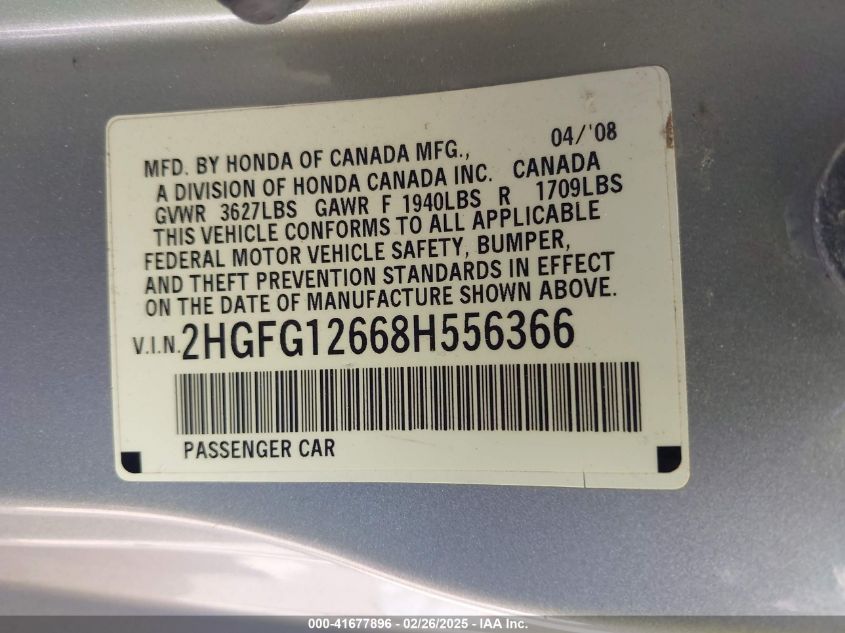 04/'08
MFD. BY HONDA OF CANADA MFG.,
A DIVISION OF HONDA CANADA INC. CANADA
GVWR 3627LBS GAWR F 1940LBS R 1709LBS
THIS VEHICLE CONFORMS TO ALL APPLICABLE
FEDERAL MOTOR VEHICLE SAFETY, BUMPER,
AND THEFT PREVENTION STANDARDS IN EFFECT
ON THE DATE OF MANUFACTURE SHOWN ABOVE.
V.I.N. 2HGFG12668H556366
PASSENGER CAR
000-41677896 - 02/26/2025 - IAA Inc.